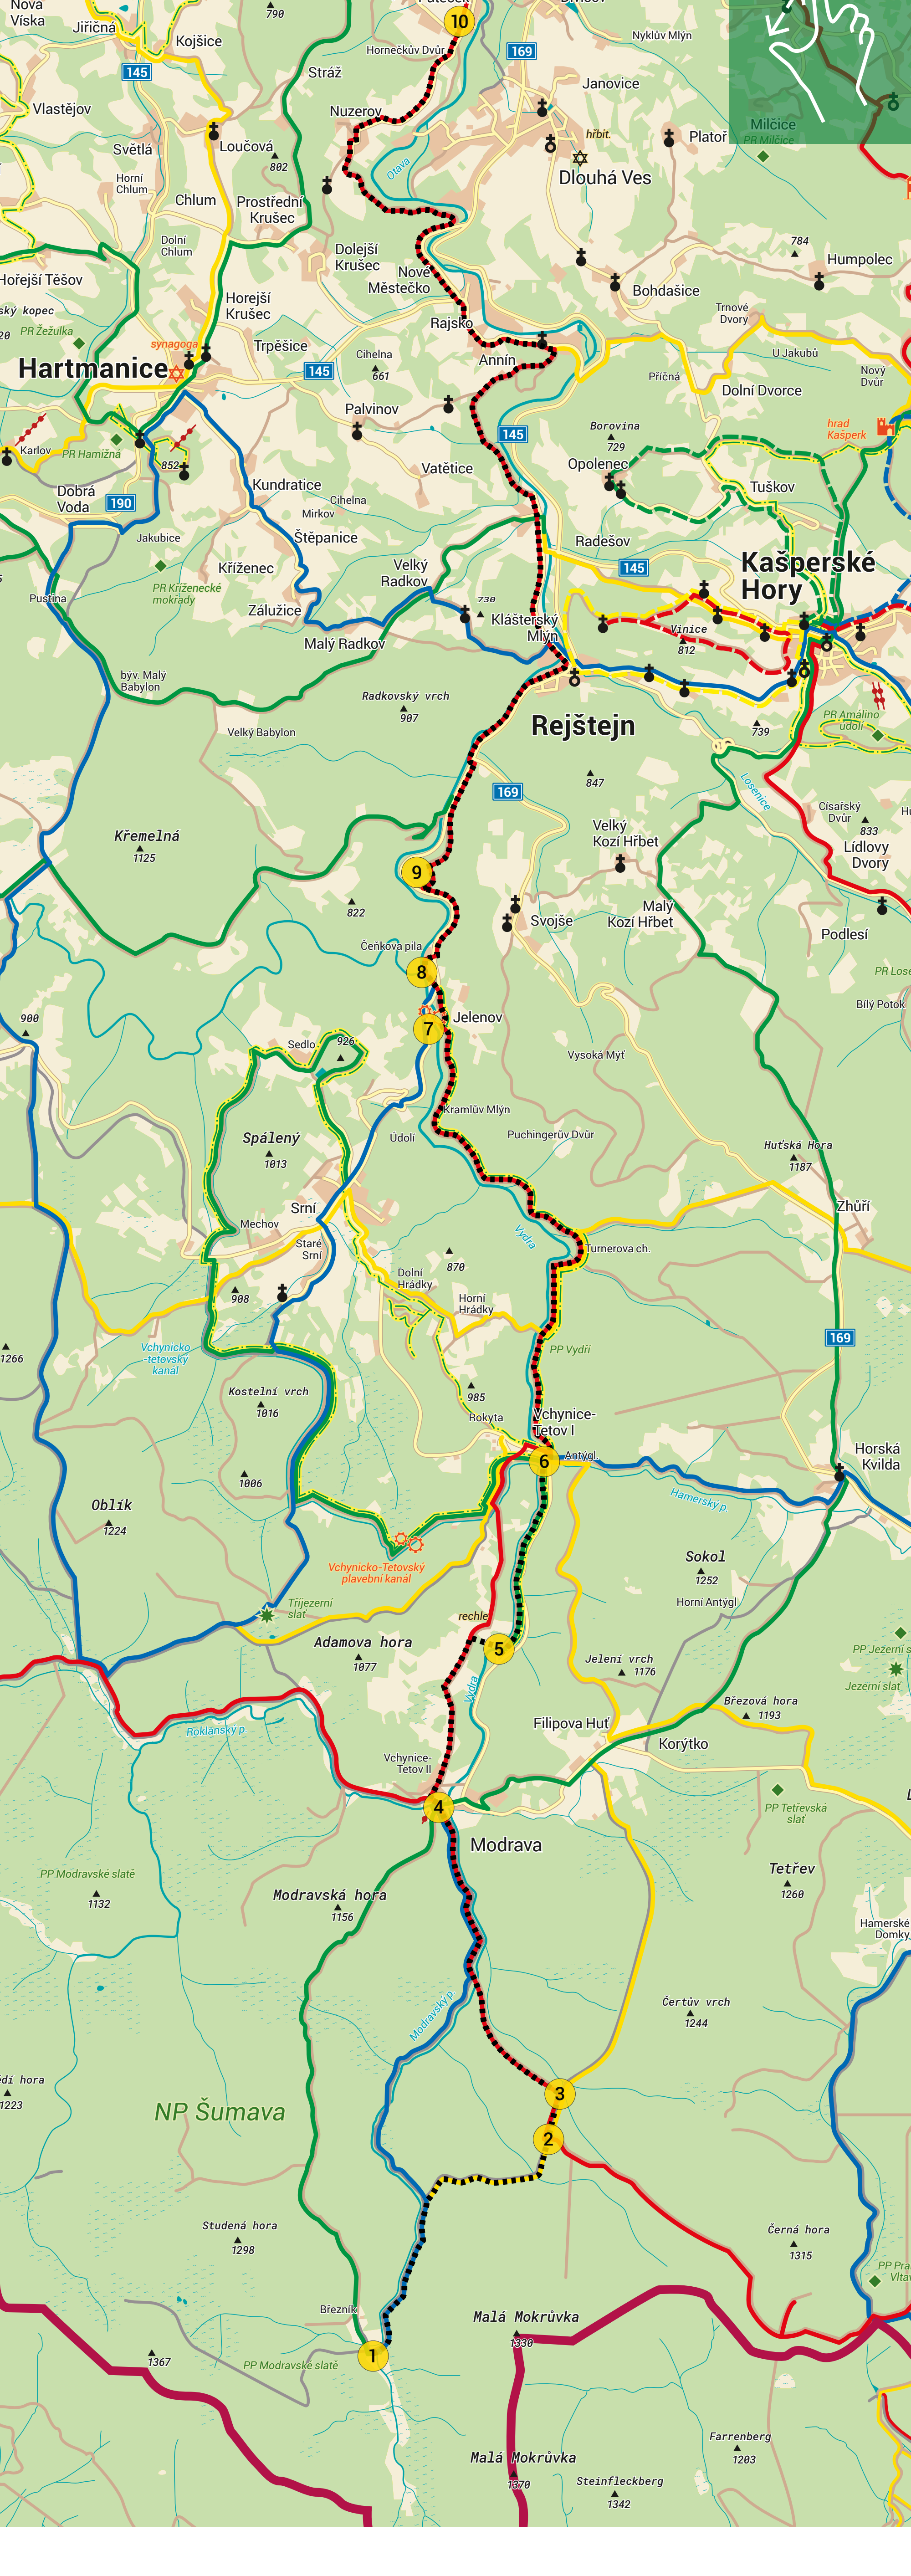 Nová
Víska
Jiřičná
790
Kojšice
145
Stráž
Hornečkův Dvůr
10
169
Nyklův Mlýn
Janovice
Vlastějov
Nuzerov
Světlá
Loučová
802
Otava
hřbit.
Platoř
Milčice
PR Milčice
Horní
Chlum
Chlum
Prostřední
Krušec
Dlouhá Ves
Dolní
Chlum
Dolejší
Krušec
Nové
Městečko
784
Humpolec
Hořejší Těšov
Bohdašice
Horejší
Krušec
Trnové
Dvory
ský kopec
20
PR Žežulka
synagoga
Rajsko
Trpěšice
Hartmanice
Cihelna
661
145
Annín
U Jakubů
Příčná
Nový
Dvůr
Dolní Dvorce
Palvinov
Borovina
729
hrad
Kašperk
145
Karlov
PR Hamižná
852
Vatětice
Opolenec
Tuškov
Dobrá
Voda
190
Kundratice
Cihelna
Mirkov
Štěpanice
Jakubice
Radešov
Kašperské
Hory
145
Kříženec
Velký
Radkov
PR Kříženecké
mokřady
Pustina
730
Zálužice
Klášterský
Mlýn
Vinice
812
Malý Radkov
býv. Malý
Babylon
Radkovský vrch
907
Velký Babylon
Rejštejn
PR Amálino
údolí
739
847
169
Losenice
Císařský
Dvůr
833
Křemelná
1125
Velký
Kozí Hřbet
Lídlovy
Dvory
9
822
Svojše
Malý
Kozí Hřbet
Podlesí
Čeňkova pila
8
PR Lose
900
Jelenov
7
Bílý Potok
Sedlo
926
Vysoká Mýť
Kramlův Mlýn
Spálený
1013
Údolí
Puchingerův Dvůr
Huťská Hora
1187
Srní
Mechov
Staré
Srní
Vydra
Turnerova ch.
Zhůří
870
Dolní
Hrádky
908
Horní
Hrádky
169
Vchynicko
-tetovský
kanál
PP Vydří
1266
Kostelní vrch
1016
985
Rokyta
Vchynice-
Tetov I
6
Antýgl
Horská
Kvilda
1006
Hamerský p.
Oblík
1224
Vchynicko-Tetovský
plavební kanál
Sokol
1252
Tříjezerní
slať
Horní Antýgl
rechle
Adamova hora
1077
5
PP Jezerní s
Jezerní slať
Jelení vrch
1176
Vydra
Březová hora
1193
Roklanský p.
Filipova Huť
Korýtko
Vchynice-
Tetov II
4
PP Tetřevská
slať
Modrava
PP Modravské slatě
1132
Tetřev
1260
Modravská hora
1156
Hamerské
Domky
Modravský p.
Čertův vrch
1244
dí hora
1223
3
NP Šumava
2
Studená hora
1298
Černá hora
1315
PP Pra
Vltav
Březník
Malá Mokrůvka
1330
1
1367
PP Modravské slatě
Farrenberg
1203
Malá Mokrůvka
1370
Steinfleckberg
1342